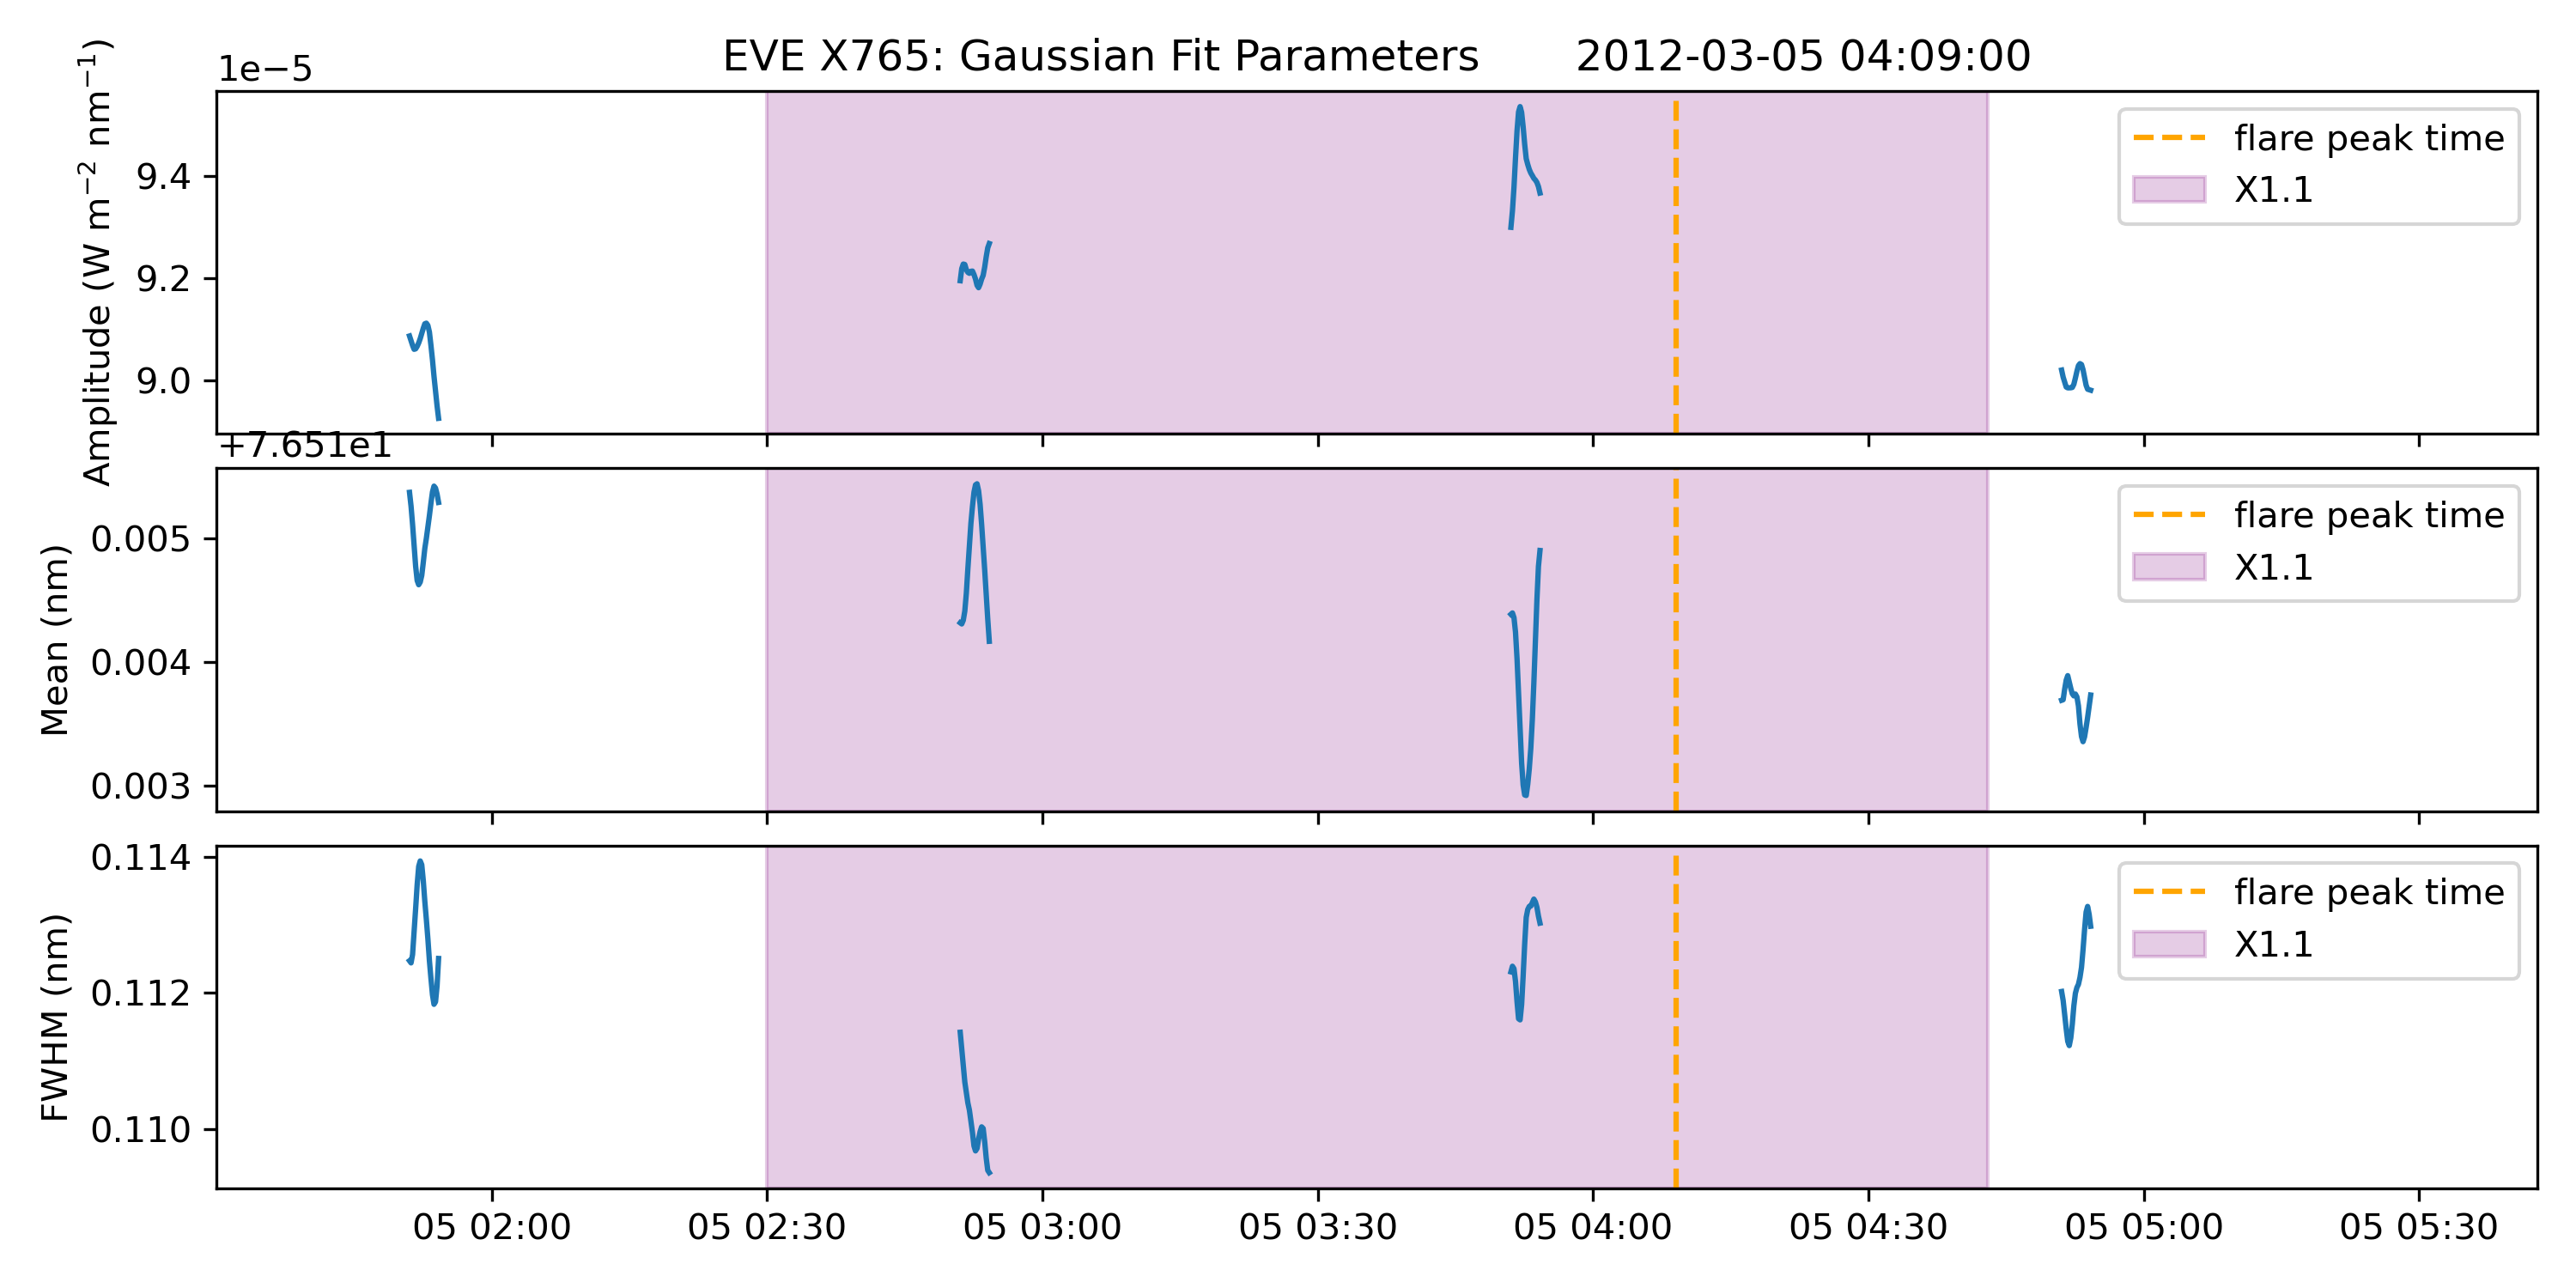 EVE X765: Gaussian Fit Parameters 2012-03-05 04:09:00
1e−5
Amplitude (W m−2 nm−1)
9.4
9.2
9.0
flare peak time
X1.1
+7.651e1
Mean (nm)
0.005
0.004
0.003
flare peak time
X1.1
FWHM (nm)
0.114
0.112
0.110
flare peak time
X1.1
05 02:00 05 02:30 05 03:00 05 03:30 05 04:00 05 04:30 05 05:00 05 05:30